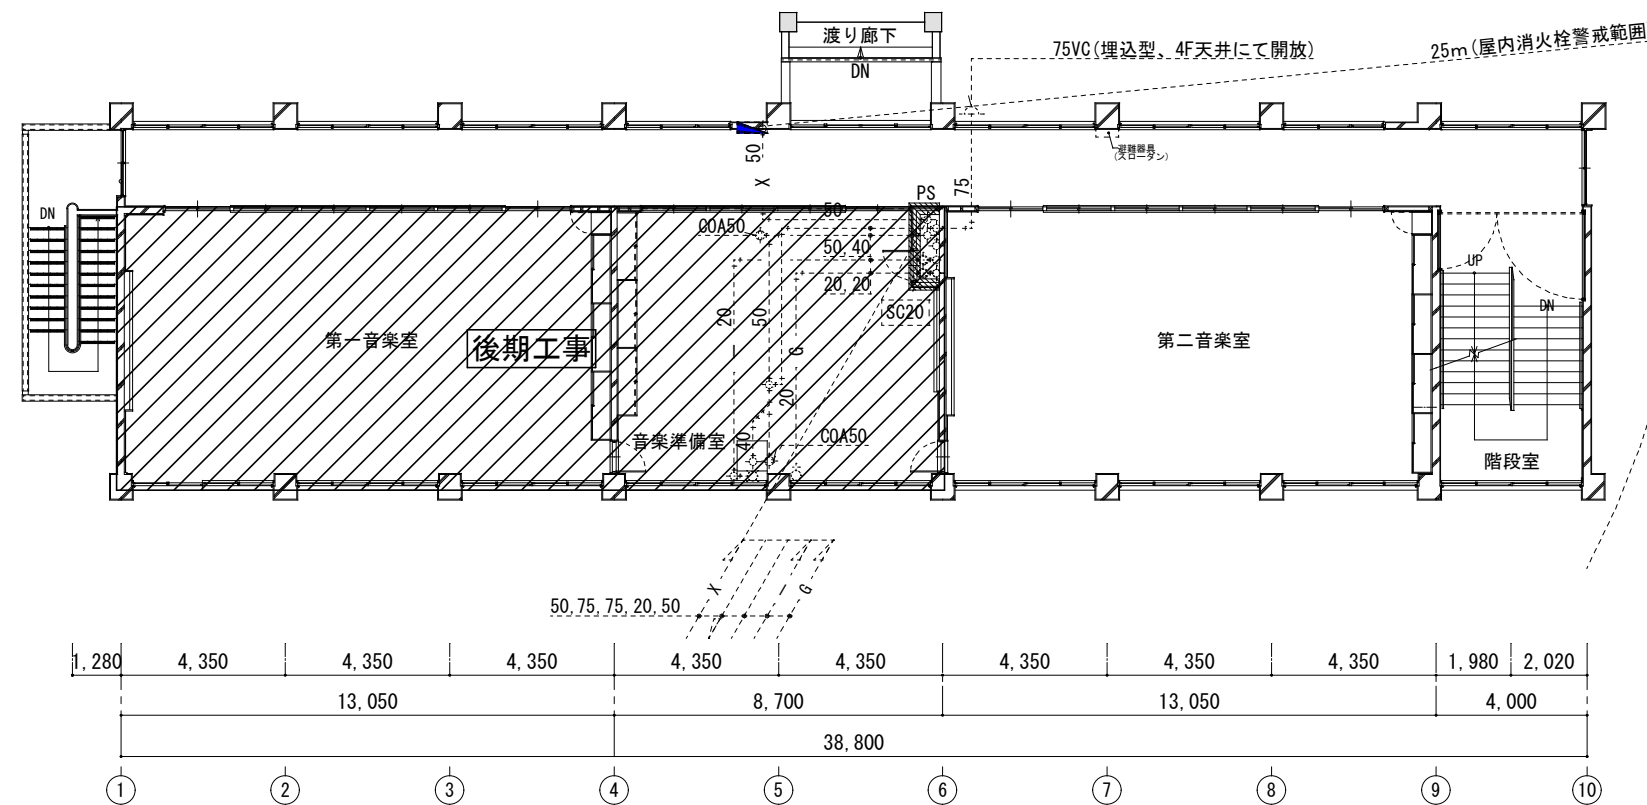 渡り廊下
DN
75VC(埋込型、4F天井にて開放)
25m(屋内消火栓警戒範囲
50
X
避難器具
(スローダン)
75
PS
DN
COA50
50
50,40
20,20
SC20
UP
DN
20
50
G
20
第一音楽室
後期工事
第二音楽室
音楽準備室
40
COA50
階段室
X
I
G
50,75,75,20,50
1,280 4,350 4,350 4,350 4,350 4,350 4,350 4,350 4,350 1,980 2,020
13,050 8,700 13,050 4,000
38,800
1 2 3 4 5 6 7 8 9 10